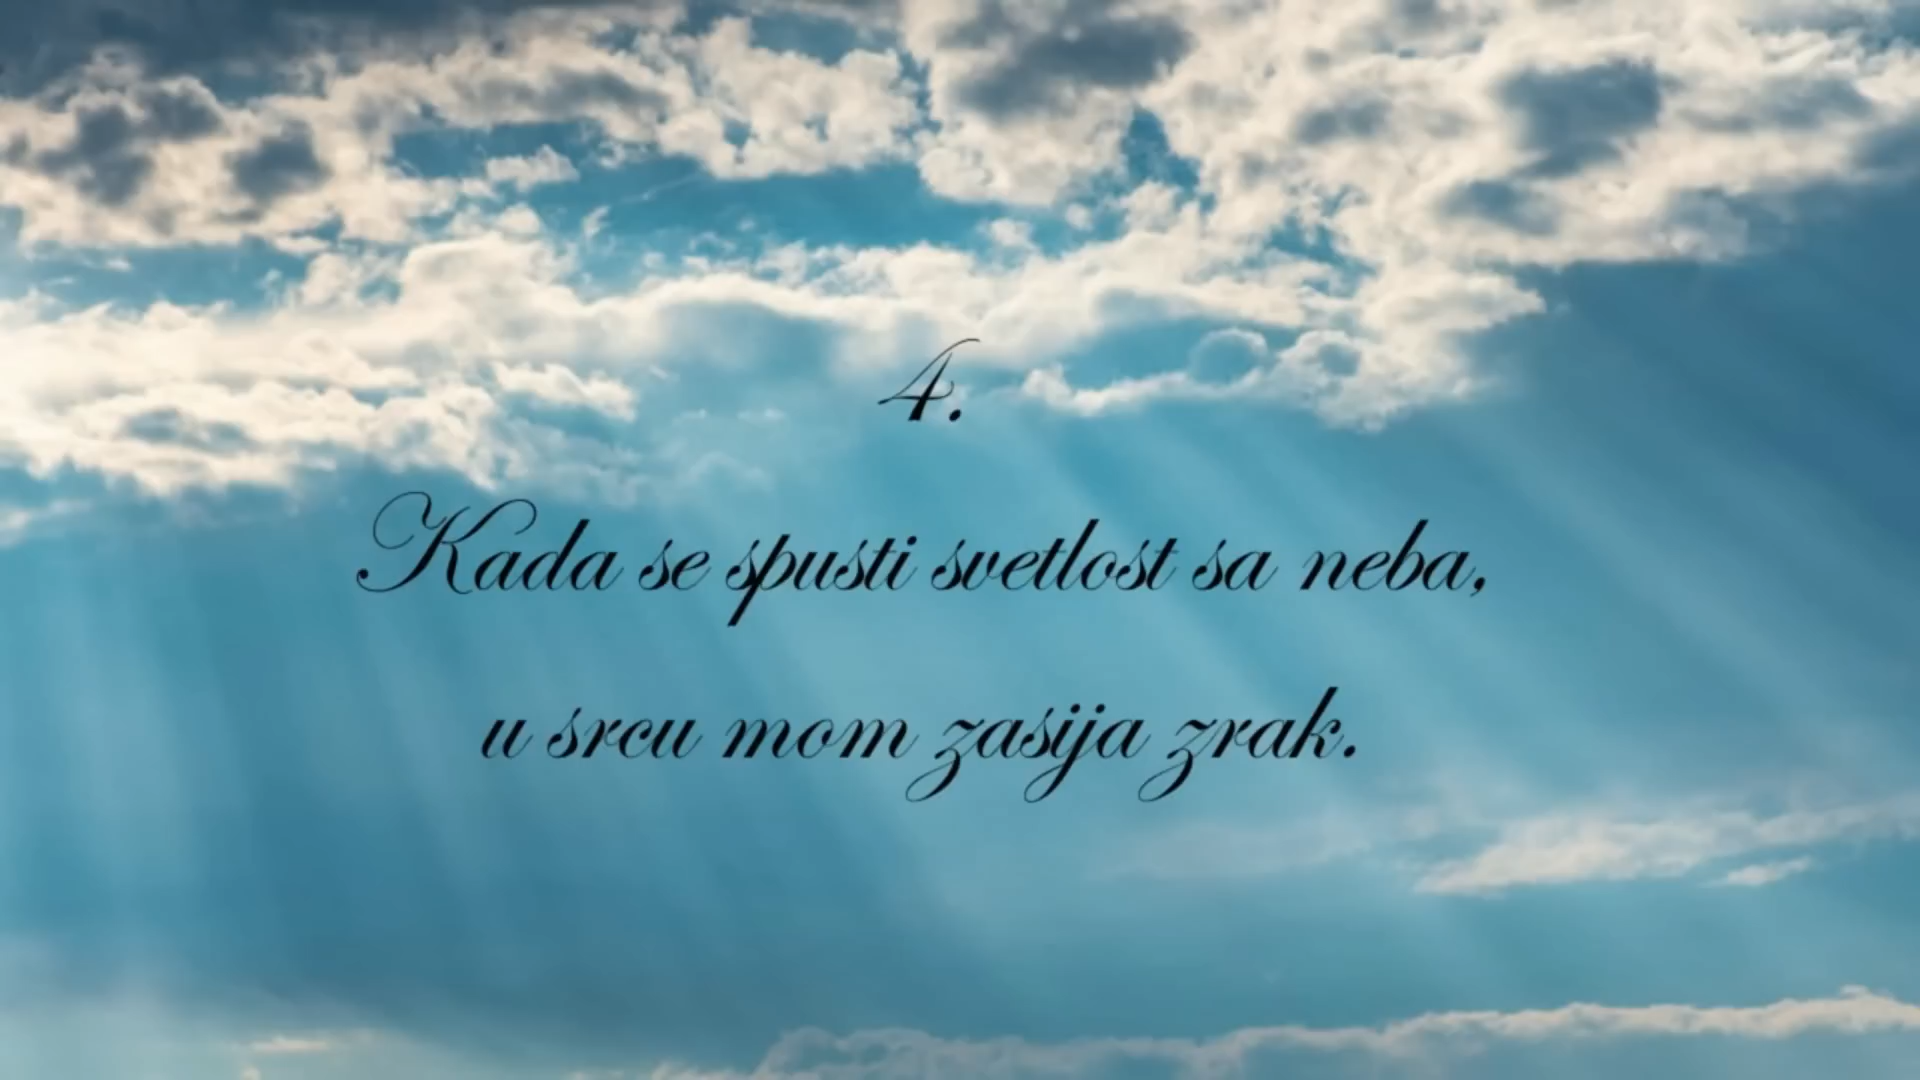 4.
Kada se spusti svetlost sa neba,
u srcu mom zasija zrak.